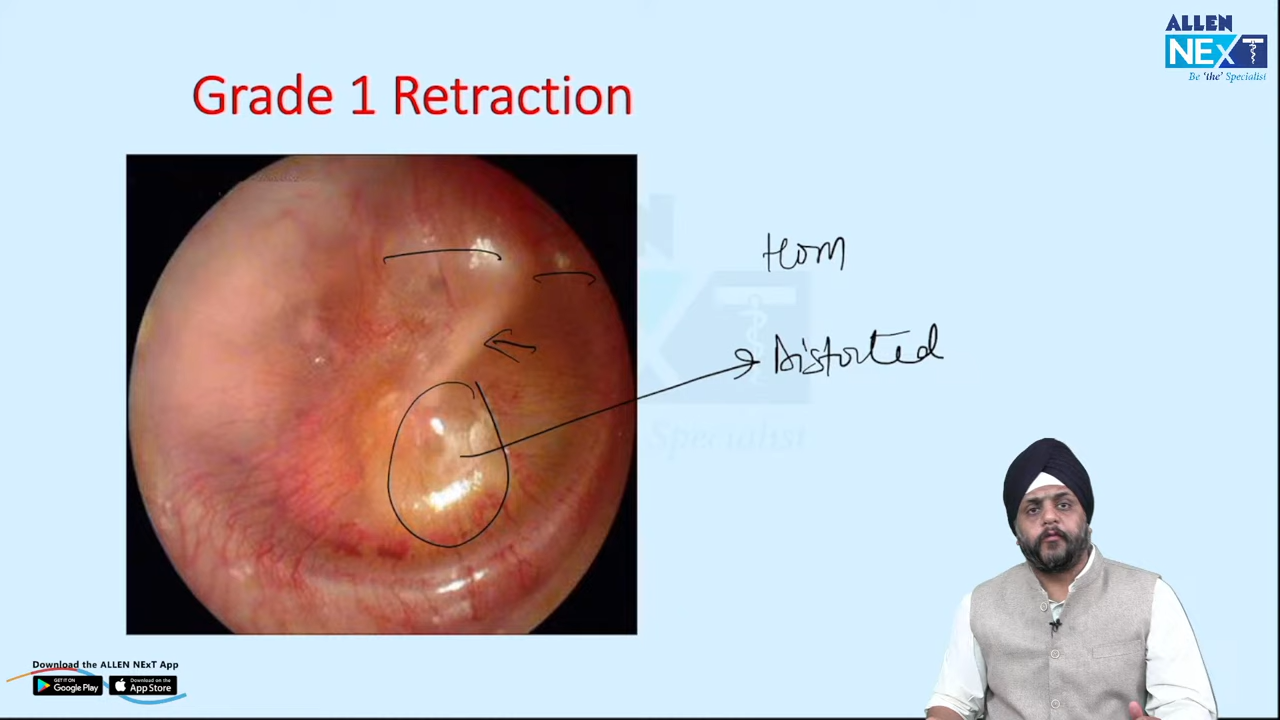 ALLEN
NExT
Be 'the' Specialist
Grade 1 Retraction
HOM
Distorted
Specialist
Download the ALLEN NExT App
GET IT ON
Google Play
Download on the
App Store